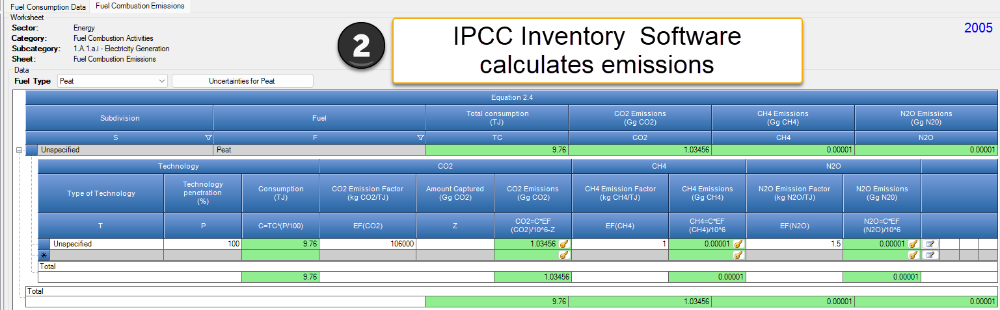 Fuel Consumption Data Fuel Combustion Emissions
Worksheet
Sector: Energy
Category: Fuel Combustion Activities
Subcategory: 1.A.1.a.i - Electricity Generation
Sheet: Fuel Combustion Emissions
2
IPCC Inventory Software
calculates emissions
2005
Data
Fuel Type Peat Uncertainties for Peat
Equation 2.4
Subdivision Fuel Total consumption (TJ) CO2 Emissions (Gg CO2) CH4 Emissions (Gg CH4) N2O Emissions (Gg N20)
S F TC CO2 CH4 N2O
Unspecified Peat 9.76 1.03456 0.00001 0.00001
Technology CO2 CH4 N2O
Type of Technology Technology penetration (%) Consumption (TJ) CO2 Emission Factor (kg CO2/TJ) Amount Captured (Gg CO2) CO2 Emissions (Gg CO2) CH4 Emission Factor (kg CH4/TJ) CH4 Emissions (Gg CH4) N2O Emission Factor (kg N2O/TJ) N2O Emissions (Gg N20)
T P C=TC*(P/100) EF(CO2) Z CO2=C*EF (CO2)/10^6-Z EF(CH4) CH4=C*EF (CH4)/10^6 EF(N2O) N2O=C*EF (N2O)/10^6
Unspecified 100 9.76 106000 1.03456 1 0.00001 1.5 0.00001
Total
9.76 1.03456 0.00001 0.00001
Total
9.76 1.03456 0.00001 0.00001